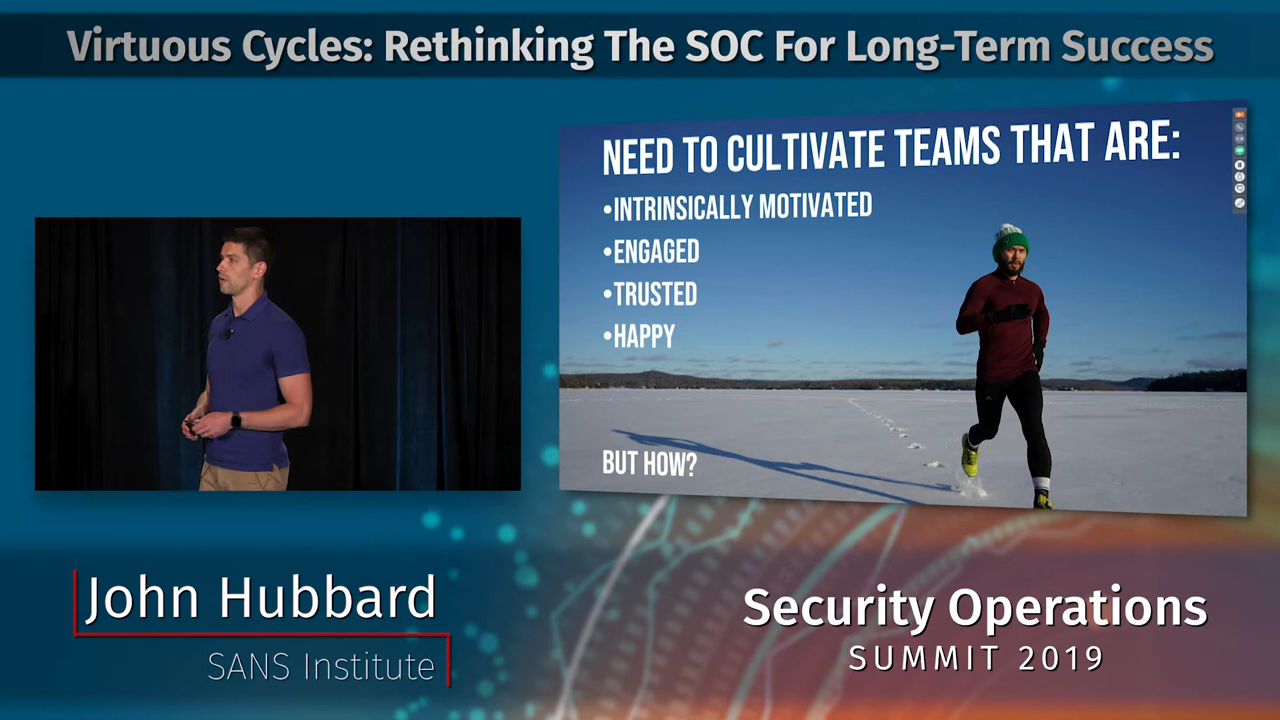 Virtuous Cycles: Rethinking The SOC For Long-Term Success
NEED TO CULTIVATE TEAMS THAT ARE:
•INTRINSICALLY MOTIVATED
•ENGAGED
•TRUSTED
•HAPPY
BUT HOW?
John Hubbard
SANS Institute
Security Operations
SUMMIT 2019